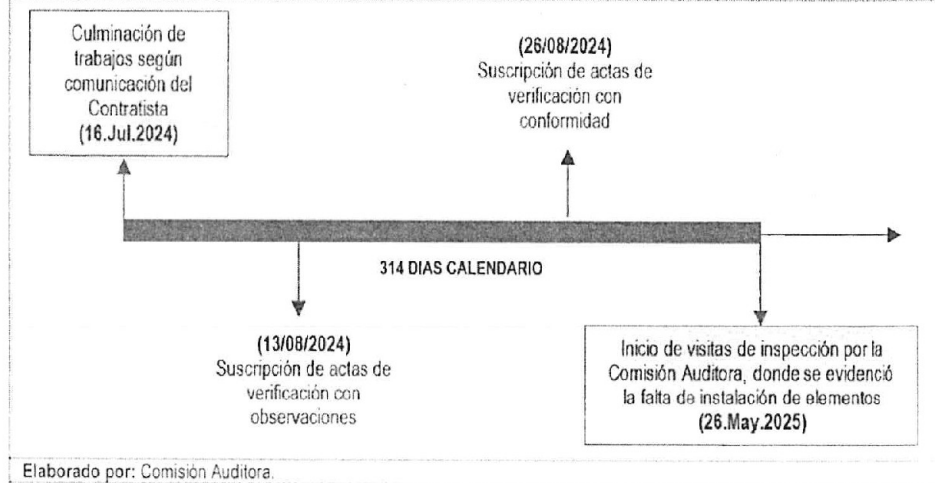 Culminación de
trabajos según
comunicación del
Contratista
(16.Jul.2024)
(26/08/2024)
Suscripción de actas de
verificación con
conformidad
314 DIAS CALENDARIO
(13/08/2024)
Suscripción de actas de
verificación con
observaciones
Inicio de visitas de inspección por la
Comisión Auditora, donde se evidenció
la falta de instalación de elementos
(26.May.2025)
Elaborado por: Comisión Auditora.